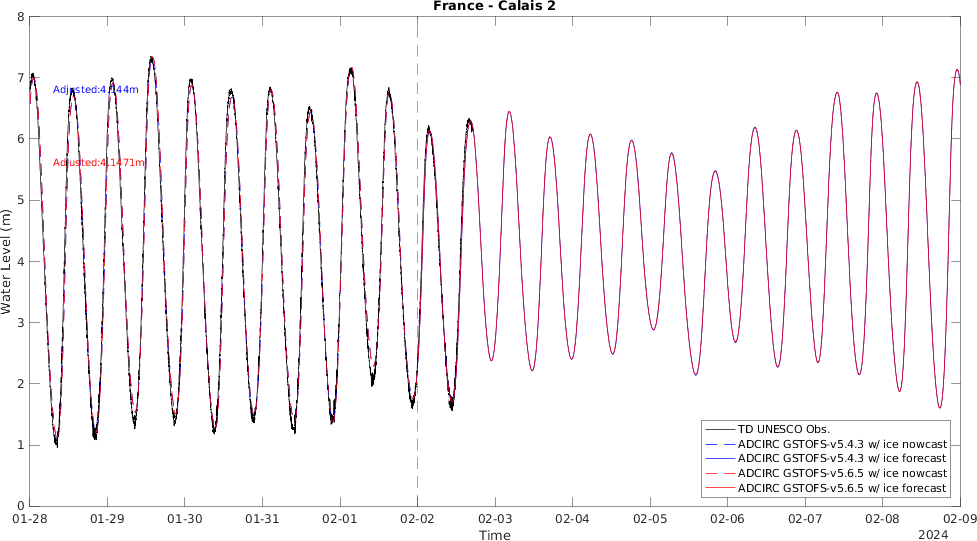 France - Calais 2
8
7
6
5
4
3
2
1
0
Water Level (m)
Adjusted:4.144m
Adjusted:4.1471m
TD UNESCO Obs.
ADCIRC GSTOFS-v5.4.3 w/ ice nowcast
ADCIRC GSTOFS-v5.4.3 w/ ice forecast
ADCIRC GSTOFS-v5.6.5 w/ ice nowcast
ADCIRC GSTOFS-v5.6.5 w/ ice forecast
01-28 01-29 01-30 01-31 02-01 02-02 02-03 02-04 02-05 02-06 02-07 02-08 02-09
Time
2024